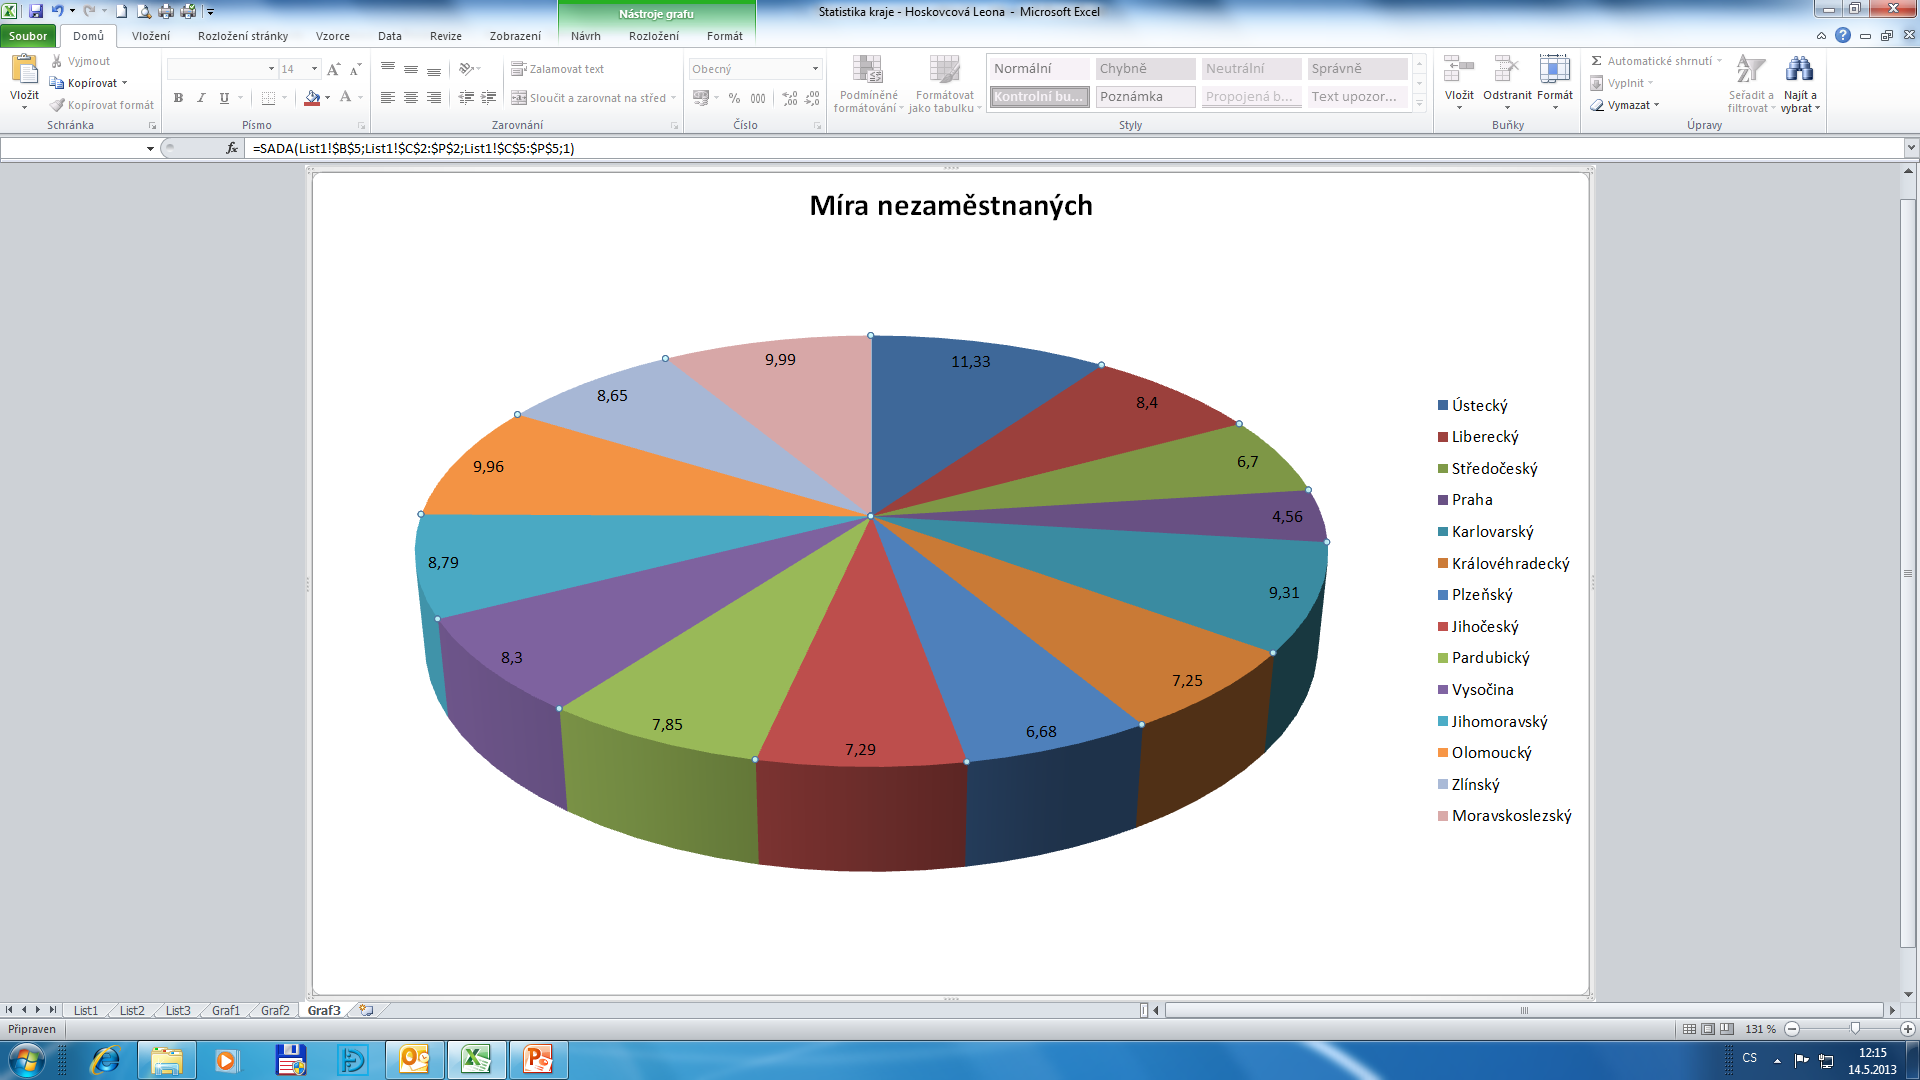 Nástroje grafu
Statistika kraje - Hoskovcová Leona - Microsoft Excel
Soubor Domů Vložení Rozložení stránky Vzorce Data Revize Zobrazení Návrh Rozložení Formát
Vložit
Vyjmout
Kopírovat
Kopírovat formát
Schránka
14
B I U A
Písmo
Zalamovat text
Sloučit a zarovnat na střed
Zarovnání
Obecný
% 000
Číslo
Podmíněné formátování
Formátovat jako tabulku
Normální Chybně Neutrální Správně
Kontrolní bu... Poznámka Propojená b... Text upozor...
Styly
Vložit Odstranit Formát
Buňky
Automatické shrnutí
Vyplnit
Vymazat
Seřadit a filtrovat
Najít a vybrat
Úpravy
fx =SADA(List1!$B$5;List1!$C$2:$P$2;List1!$C$5:$P$5;1)
Míra nezaměstnaných
9,99
11,33
8,65
8,4
9,96
6,7
4,56
8,79
9,31
8,3
7,25
7,85
7,29
6,68
Ústecký
Liberecký
Středočeský
Praha
Karlovarský
Královéhradecký
Plzeňský
Jihočeský
Pardubický
Vysočina
Jihomoravský
Olomoucký
Zlínský
Moravskoslezský
List1 List2 List3 Graf1 Graf2 Graf3
Připraven
131 %
CS
12:15
14.5.2013